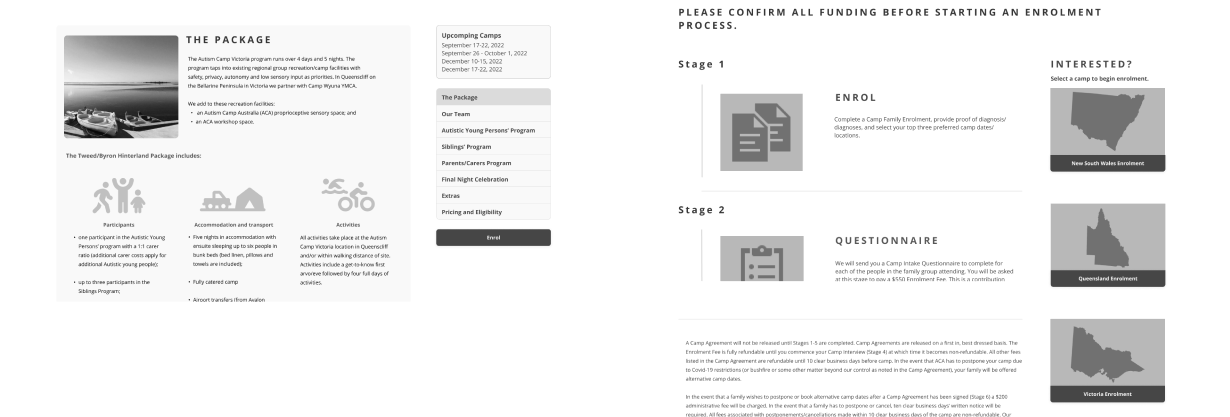 THE PACKAGE
The Autism Camp Victoria program runs over 4 days and 5 nights. The
program taps into existing regional group recreation/camp facilities with
safety, privacy, autonomy and low sensory input as priorities. In Queenscliff on
the Bellarine Peninsula in Victoria we partner with Camp Wyuna YMCA.
We add to these recreation facilities:
• an Autism Camp Australia (ACA) proprioceptive sensory space; and
• an ACA workshop space.
The Tweed/Byron Hinterland Package includes:
Participants
• one participant in the Autistic Young
Persons' program with a 1:1 carer
ratio (additional carer costs apply for
additional Autistic young people);
• up to three participants in the
Siblings Program;
Accommodation and transport
• Five nights in accommodation with
ensuite sleeping up to six people in
bunk beds (bed linen, pillows and
towels are included);
• Fully catered camp
• Airport transfers (from Avalon
Activities
All activities take place at the Autism
Camp Victoria location in Queenscliff
and/or within walking distance of site.
Activities include a get-to-know first
arvo/eve followed by four full days of
activities.
Upcomping Camps
September 17-22, 2022
September 26 - October 1, 2022
December 10-15, 2022
December 17-22, 2022
The Package
Our Team
Autistic Young Persons' Program
Siblings' Program
Parents/Carers Program
Final Night Celebration
Extras
Pricing and Eligibility
Enrol
PLEASE CONFIRM ALL FUNDING BEFORE STARTING AN ENROLMENT
PROCESS.
Stage 1
ENROL
Complete a Camp Family Enrolment, provide proof of diagnosis/
diagnoses, and select your top three preferred camp dates/
locations.
Stage 2
QUESTIONNAIRE
We will send you a Camp Intake Questionnaire to complete for
each of the people in the family group attending. You will be asked
at this stage to pay a $550 Enrolment Fee. This is a contribution
A Camp Agreement will not be released until Stages 1-5 are completed. Camp Agreements are released on a first in, best dressed basis. The
Enrolment Fee is fully refundable until you commence your Camp Interview (Stage 4) at which time it becomes non-refundable. All other fees
listed in the Camp Agreement are refundable until 10 clear business days before camp. In the event that ACA has to postpone your camp due
to Covid 19 restrictions (or bushfire or some other matter beyond our control as noted in the Camp Agreement), your family will be offered
alternative camp dates.
In the event that a family wishes to postpone or book alternative camp dates after a Camp Agreement has been signed (Stage 6) a $200
administrative fee will be charged. In the event that a family has to postpone or cancel, ten clear business days' written notice will be
required. All fees associated with postponements/cancellations made within 10 clear business days of the camp are non-refundable. Our
INTERESTED?
Select a camp to begin enrolment.
New South Wales Enrolment
Queensland Enrolment
Victoria Enrolment